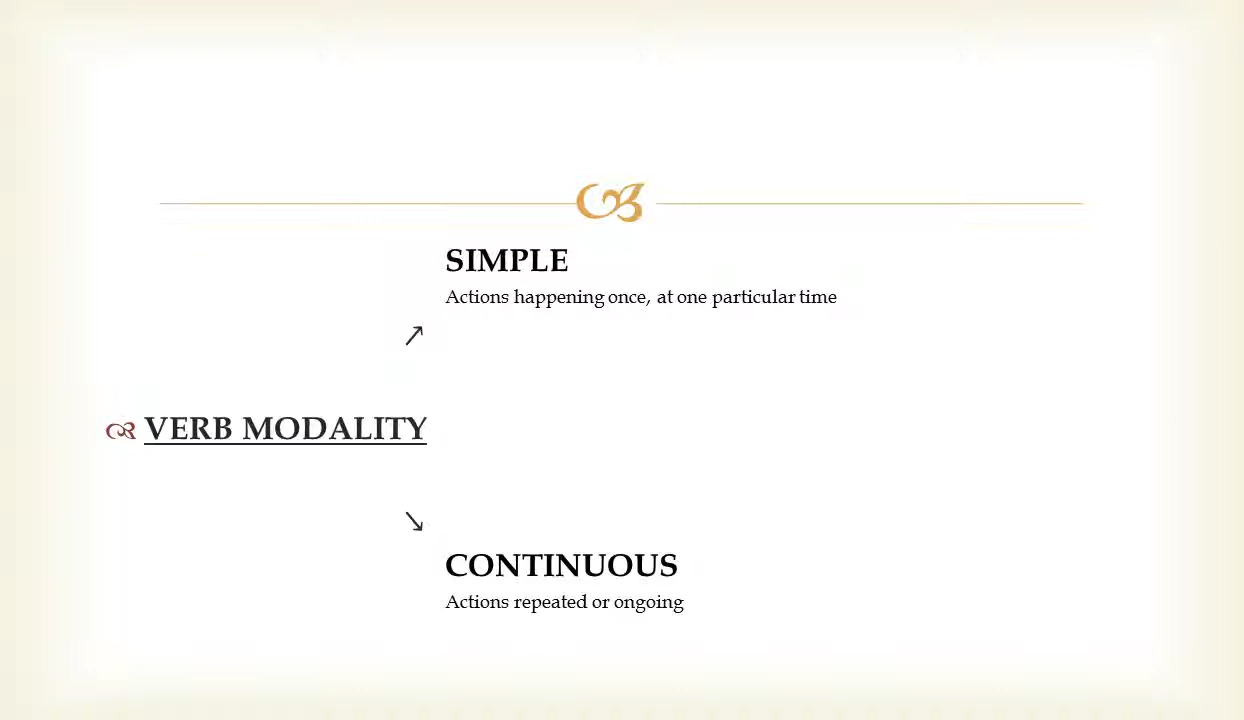 SIMPLE
Actions happening once, at one particular time
↗
VERB MODALITY
↘
CONTINUOUS
Actions repeated or ongoing